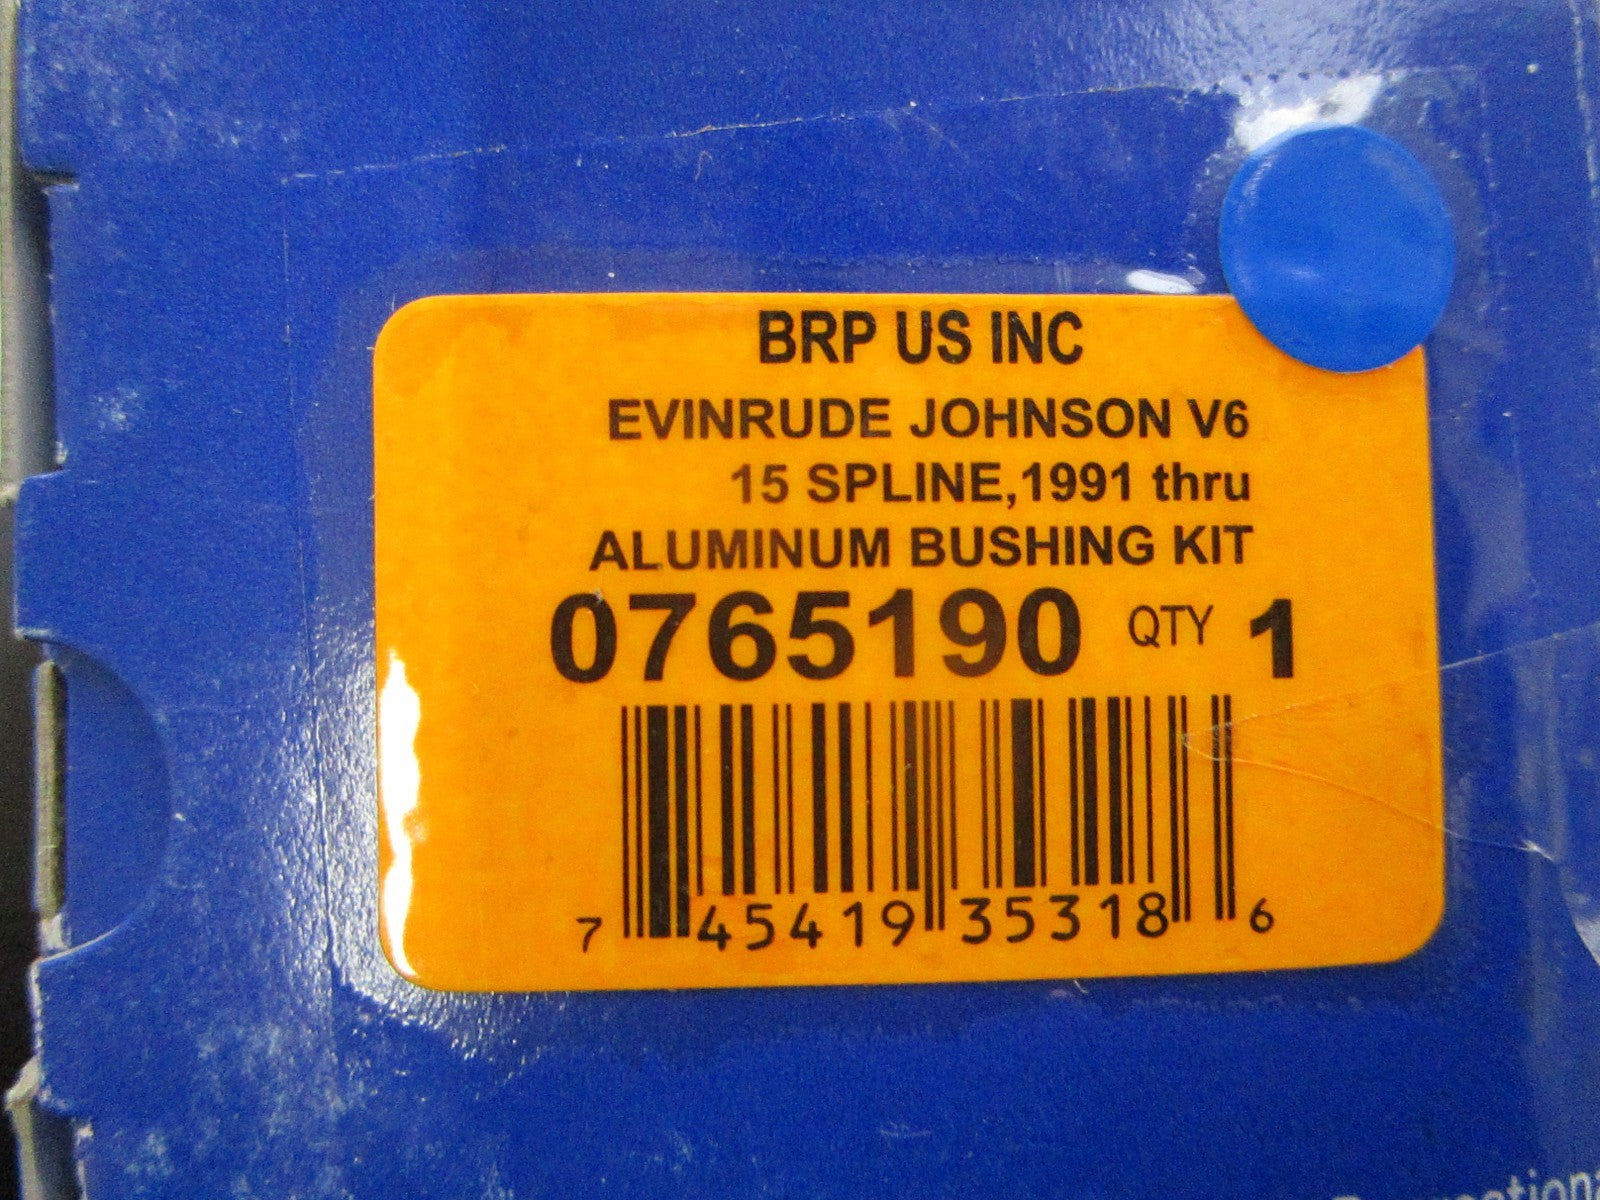 BRP US INC
EVINRUDE JOHNSON V6
15 SPLINE,1991 thru
ALUMINUM BUSHING KIT
0765190 QTY 1
7 45419 35318 6